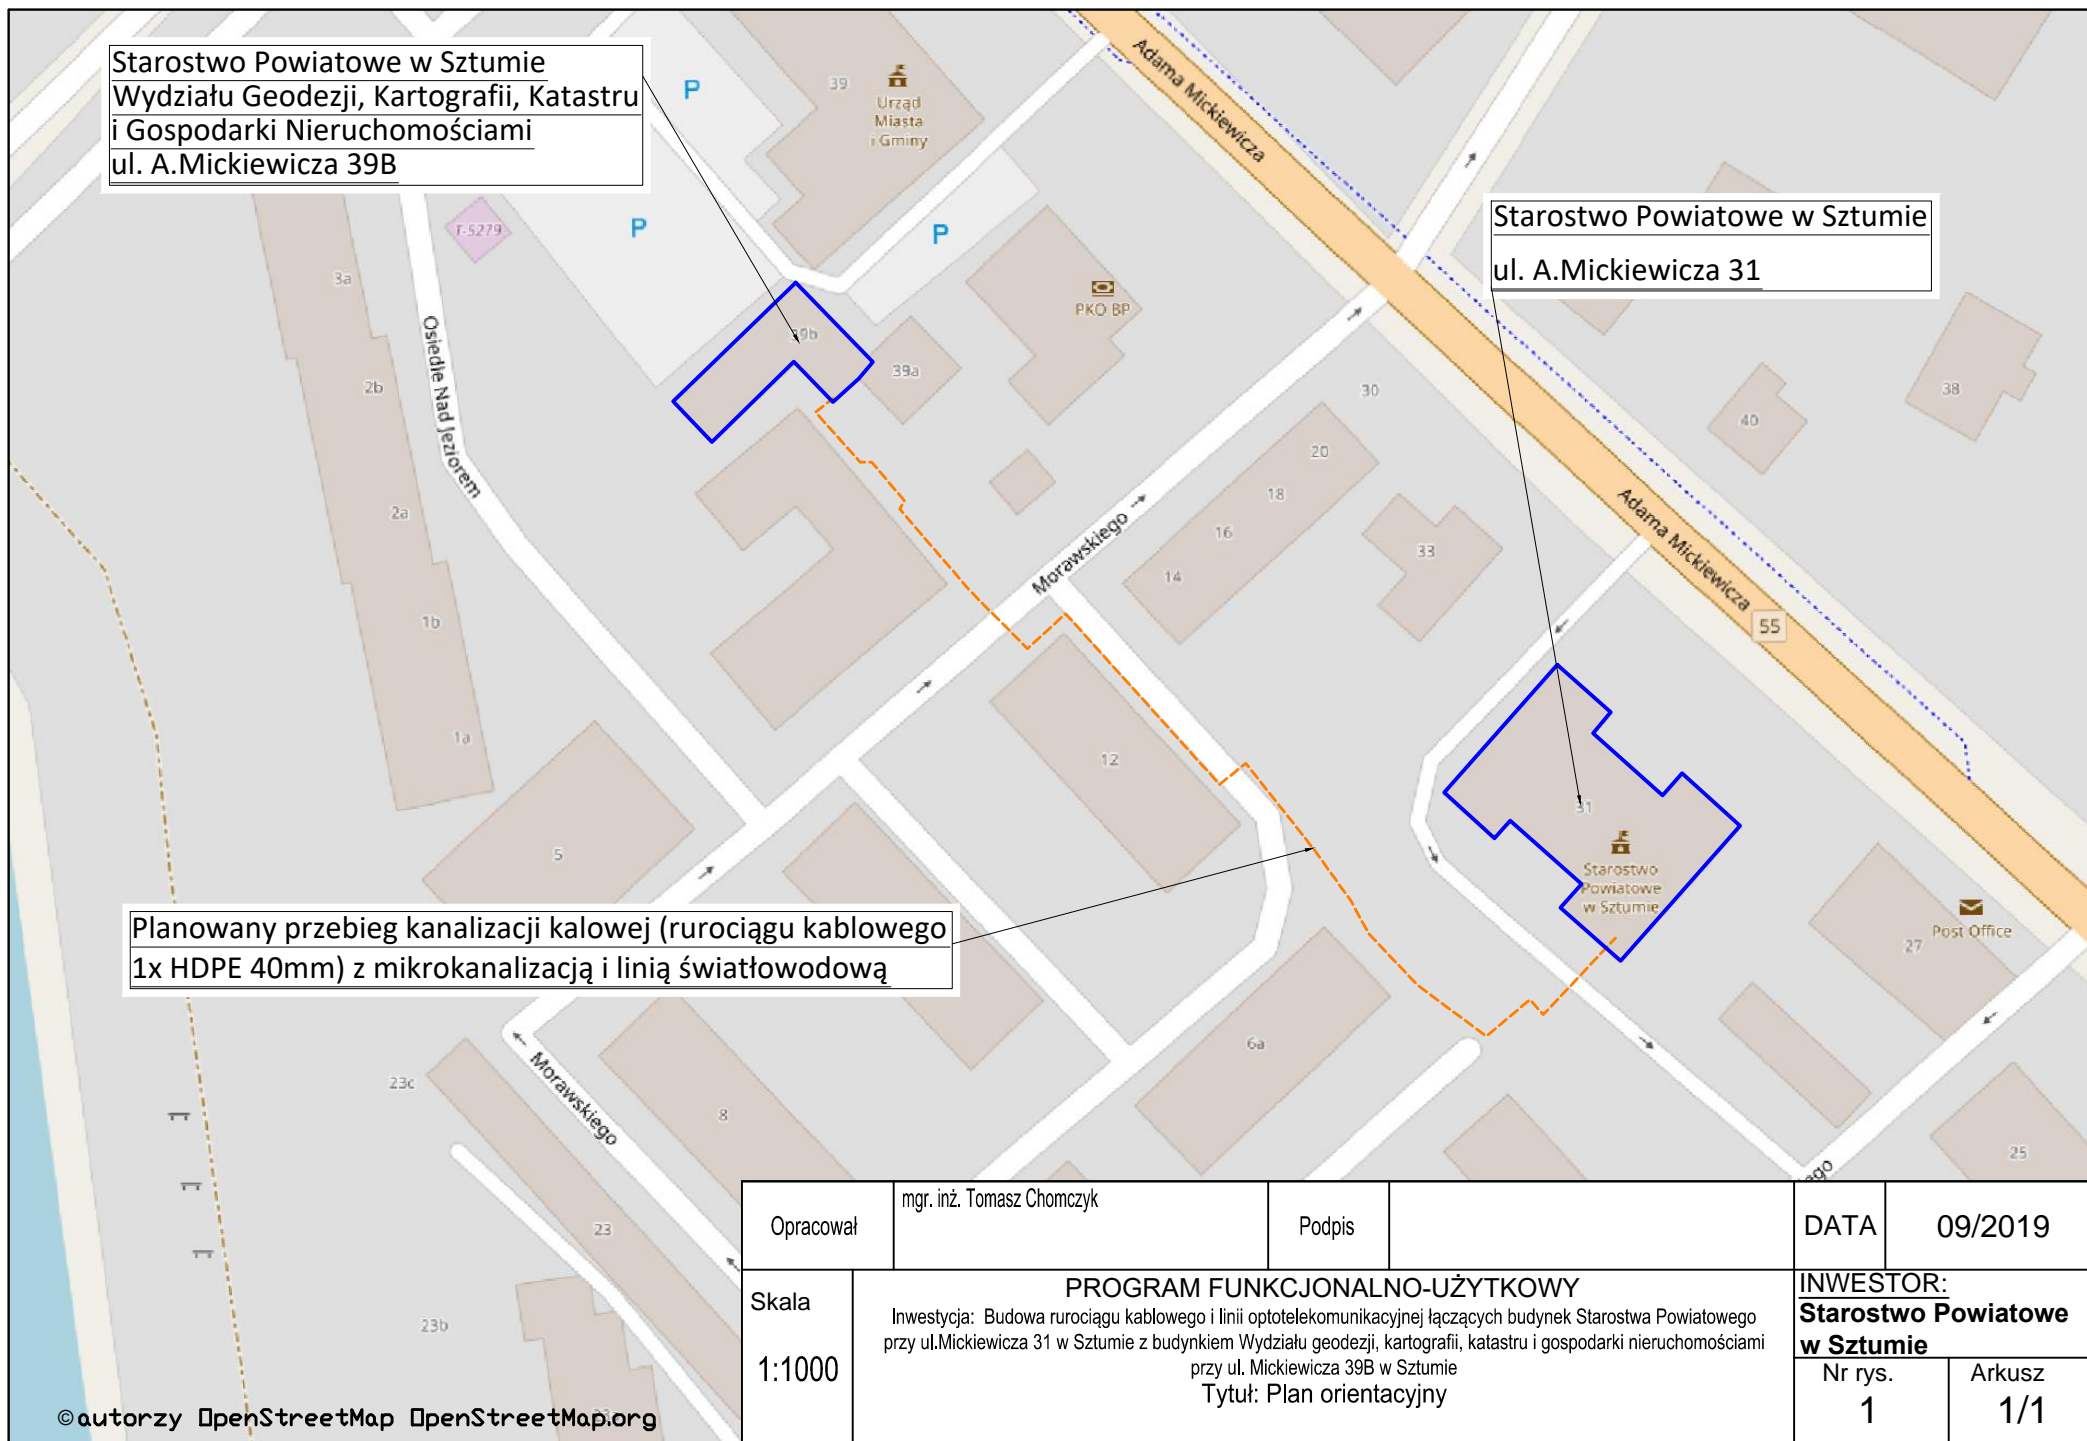 Starostwo Powiatowe w Sztumie
Wydziału Geodezji, Kartografii, Katastru
i Gospodarki Nieruchomościami
ul. A.Mickiewicza 39B
P
P
P
39
Urząd
Miasta
i Gminy
Adama Mickiewicza
Starostwo Powiatowe w Sztumie
ul. A.Mickiewicza 31
T-5279
3a
39b
39a
PKO BP
Osiedle Nad Jeziorem
2b
30
38
40
20
18
16
14
33
2a
Morawskiego
Adama Mickiewicza
55
1b
1a
12
31
Starostwo
Powiatowe
w Sztumie
5
27
Post Office
Planowany przebieg kanalizacji kalowej (rurociągu kablowego
1x HDPE 40mm) z mikrokanalizacją i linią światłowodową
6a
23c
Morawskiego
8
25
23
23b
©autorzy OpenStreetMap OpenStreetMap.org
Opracował
mgr. inż. Tomasz Chomczyk
Podpis
DATA
09/2019
Skala
1:1000
PROGRAM FUNKCJONALNO-UŻYTKOWY
Inwestycja: Budowa rurociągu kablowego i linii optotelekomunikacyjnej łączących budynek Starostwa Powiatowego
przy ul.Mickiewicza 31 w Sztumie z budynkiem Wydziału geodezji, kartografii, katastru i gospodarki nieruchomościami
przy ul. Mickiewicza 39B w Sztumie
Tytuł: Plan orientacyjny
INWESTOR:
Starostwo Powiatowe
w Sztumie
Nr rys.
1
Arkusz
1/1